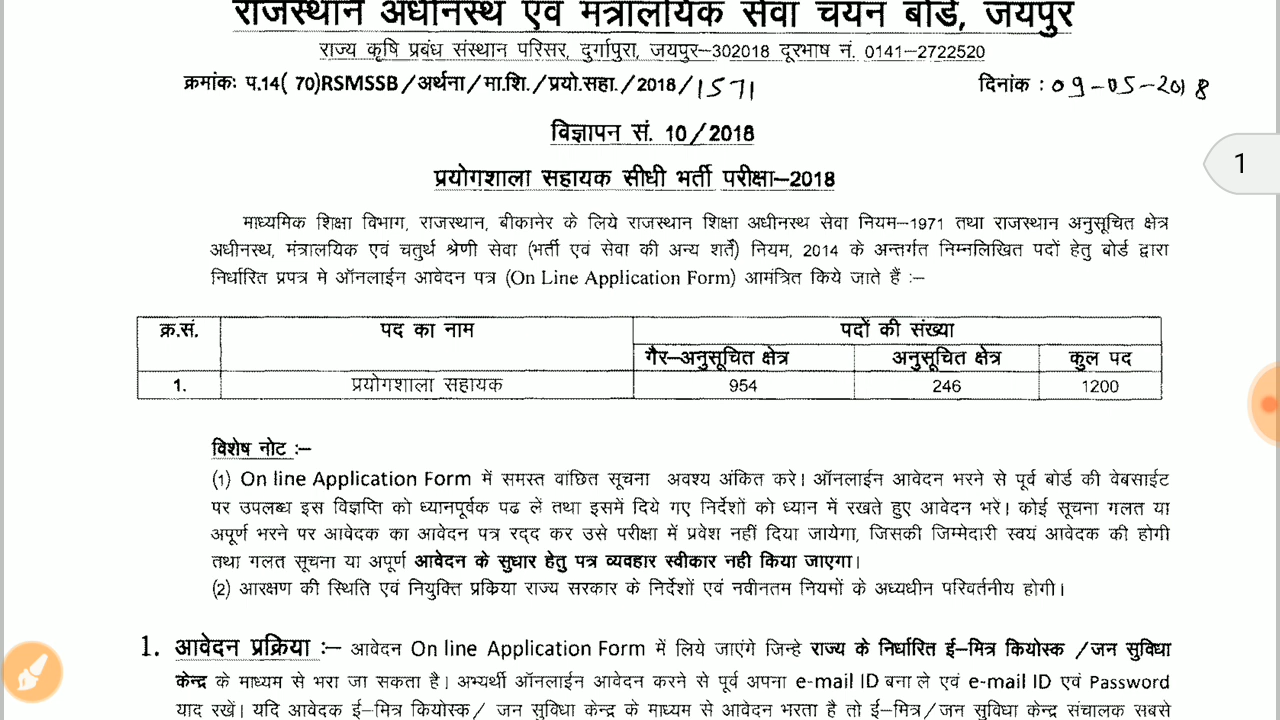 राजस्थान अधीनस्थ एवं मंत्रालयिक सेवा चयन बोर्ड, जयपुर
राज्य कृषि प्रबंध संस्थान परिसर, दुर्गापुरा, जयपुर–302018 दूरभाष नं. 0141–2722520
क्रमांकः प.14( 70)RSMSSB/अर्थना/मा.शि./प्रयो.सहा./2018/1571 दिनांक : 09-05-2018
विज्ञापन सं. 10/2018
1
प्रयोगशाला सहायक सीधी भर्ती परीक्षा–2018
माध्यमिक शिक्षा विभाग, राजस्थान, बीकानेर के लिये राजस्थान शिक्षा अधीनस्थ सेवा नियम–1971 तथा राजस्थान अनुसूचित क्षेत्र
अधीनस्थ, मंत्रालयिक एवं चतुर्थ श्रेणी सेवा (भर्ती एवं सेवा की अन्य शर्तें) नियम, 2014 के अन्तर्गत निम्नलिखित पदों हेतु बोर्ड द्वारा
निर्धारित प्रपत्र मे ऑनलाईन आवेदन पत्र (On Line Application Form) आमंत्रित किये जाते हैं :–
क्र.सं. पद का नाम पदों की संख्या
गैर–अनुसूचित क्षेत्र अनुसूचित क्षेत्र कुल पद
1. प्रयोगशाला सहायक 954 246 1200
विशेष नोट :–
(1) On line Application Form में समस्त वांछित सूचना अवश्य अंकित करे। ऑनलाईन आवेदन भरने से पूर्व बोर्ड की वेबसाईट
पर उपलब्ध इस विज्ञप्ति को ध्यानपूर्वक पढ लें तथा इसमें दिये गए निर्देशों को ध्यान में रखते हुए आवेदन भरें। कोई सूचना गलत या
अपूर्ण भरने पर आवेदक का आवेदन पत्र रद्द कर उसे परीक्षा में प्रवेश नहीं दिया जायेगा, जिसकी जिम्मेदारी स्वयं आवेदक की होगी
तथा गलत सूचना या अपूर्ण आवेदन के सुधार हेतु पत्र व्यवहार स्वीकार नही किया जाएगा।
(2) आरक्षण की स्थिति एवं नियुक्ति प्रक्रिया राज्य सरकार के निर्देशों एवं नवीनतम नियमों के अध्यधीन परिवर्तनीय होगी।
1. आवेदन प्रक्रिया :– आवेदन On line Application Form में लिये जाएंगे जिन्हे राज्य के निर्धारित ई–मित्र कियोस्क /जन सुविधा
केन्द्र के माध्यम से भरा जा सकता है। अभ्यर्थी ऑनलाईन आवेदन करने से पूर्व अपना e-mail ID बना ले एवं e-mail ID एवं Password
याद रखें। यदि आवेदक ई–मित्र कियोस्क/ जन सुविधा केन्द्र के माध्यम से आवेदन भरता है तो ई–मित्र/जन सुविधा केन्द्र संचालक सबसे